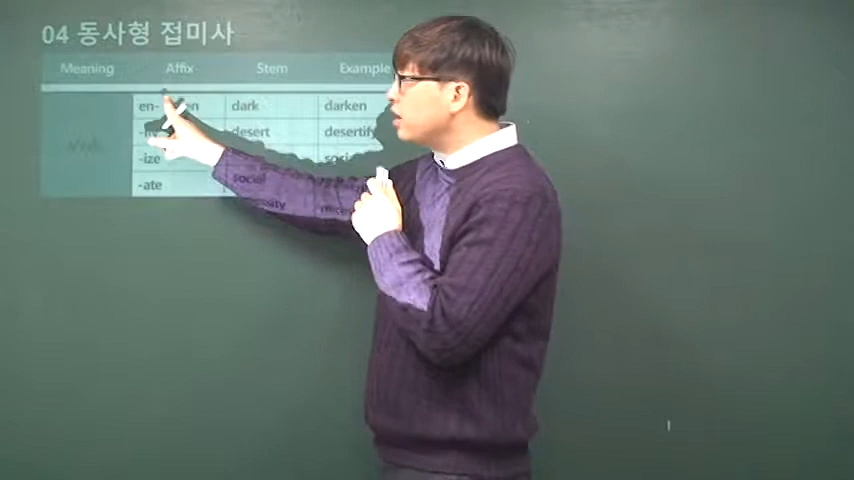 04 동사형 접미사
Meaning Affix Stem Example
en- dark darken
desert desertify
-ize social
-ate